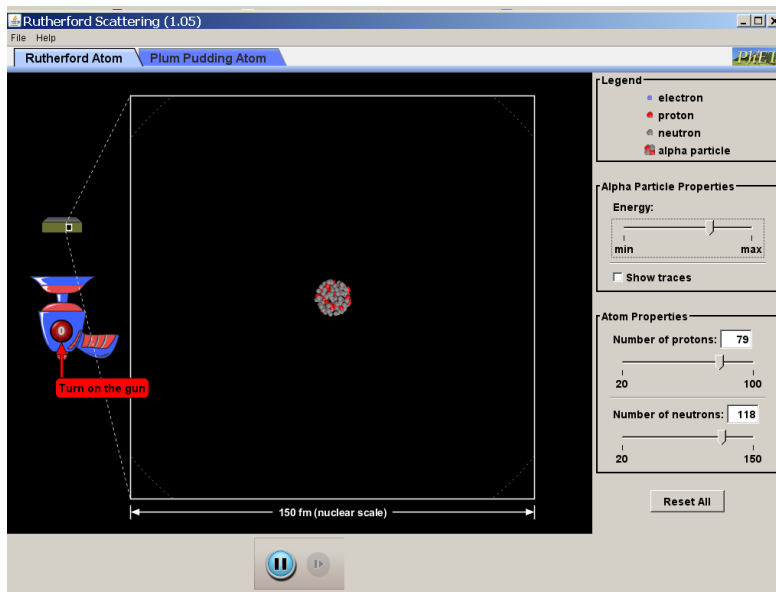 Rutherford Scattering (1.05)
File Help
Rutherford Atom Plum Pudding Atom PhET
Legend
electron
proton
neutron
alpha particle
Alpha Particle Properties
Energy:
min max
Show traces
0
Turn on the gun
Atom Properties
Number of protons: 79
20 100
Number of neutrons: 118
20 150
Reset All
150 fm (nuclear scale)